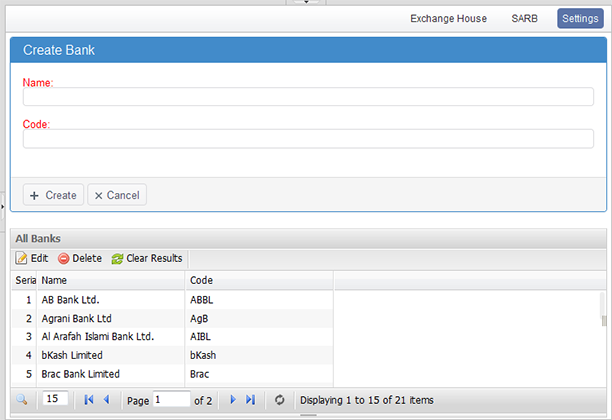 Exchange House SARB Settings
Create Bank
Name:
Code:
Create Cancel
All Banks
Edit Delete Clear Results
Seria Name Code
1 AB Bank Ltd. ABBL
2 Agrani Bank Ltd AgB
3 Al Arafah Islami Bank Ltd. AIBL
4 bKash Limited bKash
5 Brac Bank Limited Brac
15 Page 1 of 2 Displaying 1 to 15 of 21 items